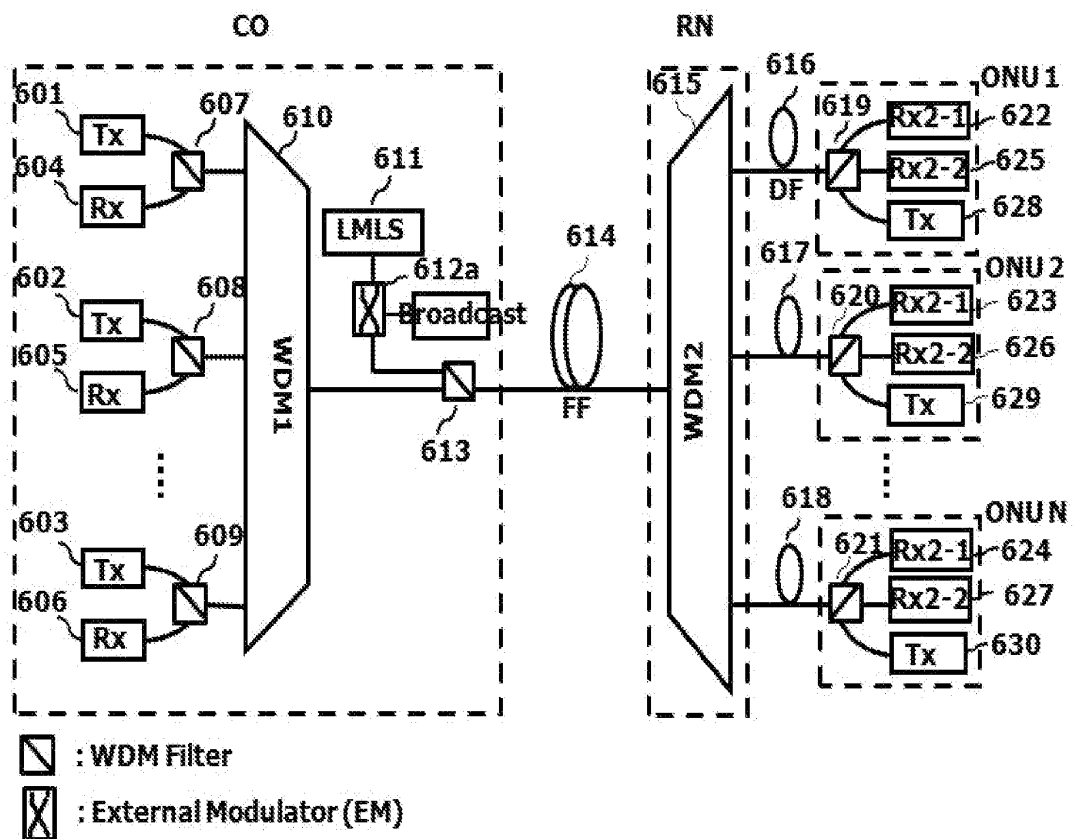 CO
RN
601
Tx
607
610
604
Rx
611
LMLS
612a
Broadcast
602
Tx
608
605
Rx
WDM1
613
614
FF
603
Tx
609
606
Rx
615
WDM2
616
DF
617
618
ONU 1
619
Rx2-1
622
Rx2-2
625
Tx
628
ONU 2
620
Rx2-1
623
Rx2-2
626
Tx
629
ONU N
621
Rx2-1
624
Rx2-2
627
Tx
630
: WDM Filter
: External Modulator (EM)